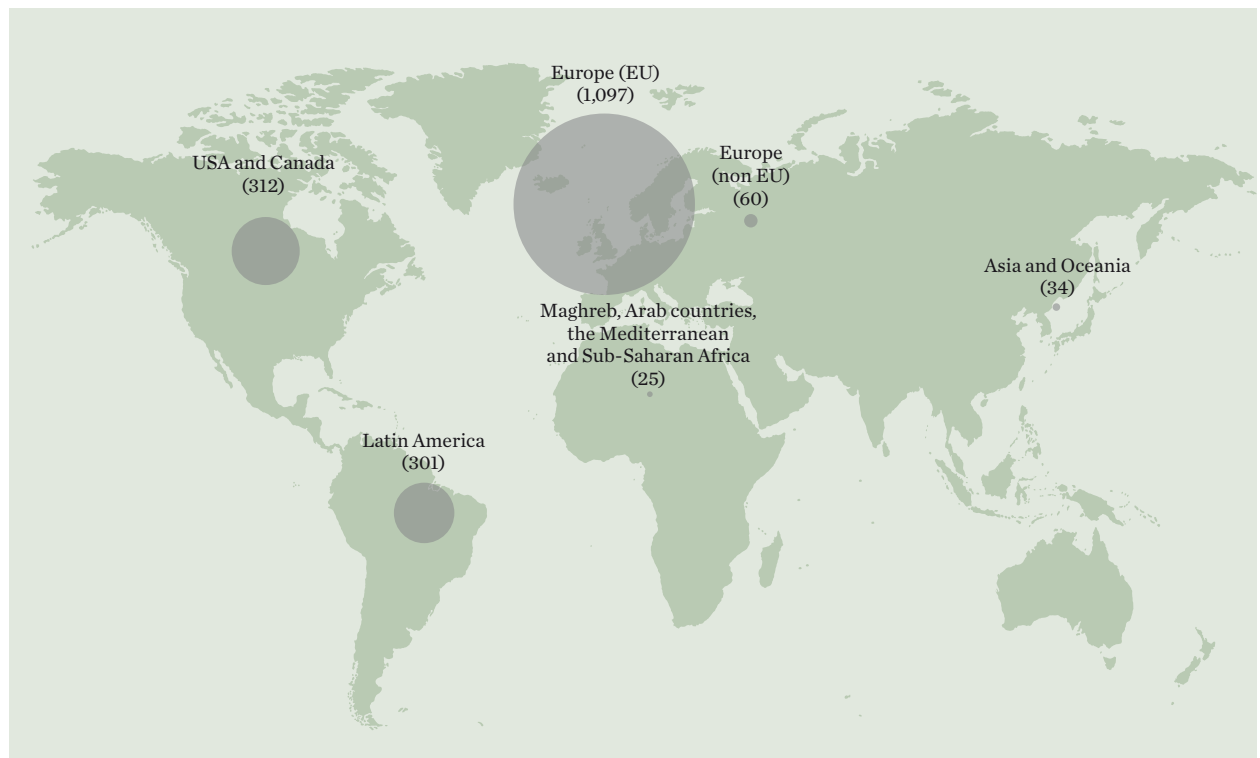 Europe (EU)
(1,097)
USA and Canada
(312)
Europe
(non EU)
(60)
Asia and Oceania
(34)
Maghreb, Arab countries,
the Mediterranean
and Sub-Saharan Africa
(25)
Latin America
(301)